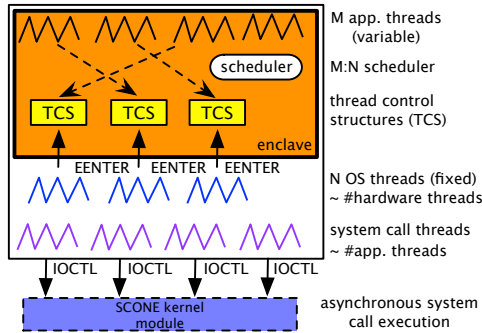 M app. threads
(variable)
scheduler
M:N scheduler
TCS
TCS
TCS
thread control
structures (TCS)
enclave
EENTER
EENTER
EENTER
N OS threads (fixed)
~ #hardware threads
system call threads
~ #app. threads
IOCTL
IOCTL
IOCTL
IOCTL
SCONE kernel
module
asynchronous system
call execution